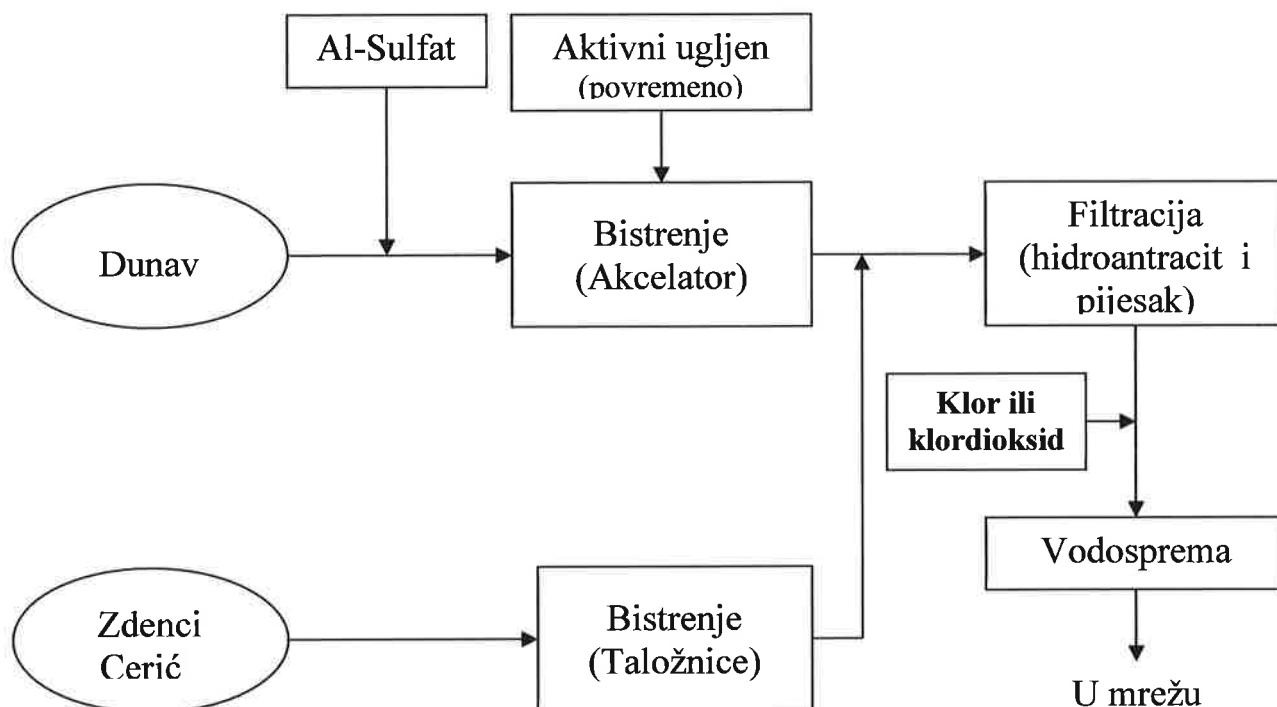 Al-Sulfat
Aktivni ugljen
(povremeno)
Dunav
Bistrenje
(Akcelator)
Filtracija
(hidroantracit i
pijesak)
Klor ili
klordioksid
Vodosprema
Zdenci
Cerić
Bistrenje
(Taložnice)
U mrežu